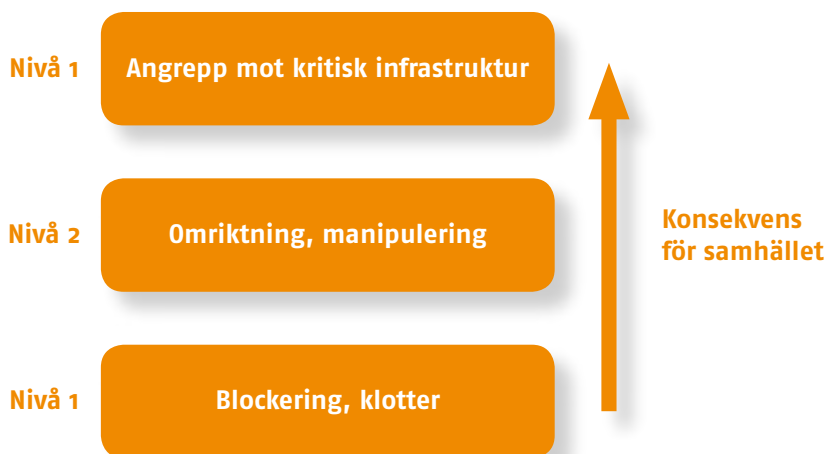 Nivå 1
Angrepp mot kritisk infrastruktur
Nivå 2
Omriktning, manipulering
Konsekvens
för samhället
Nivå 1
Blockering, klotter